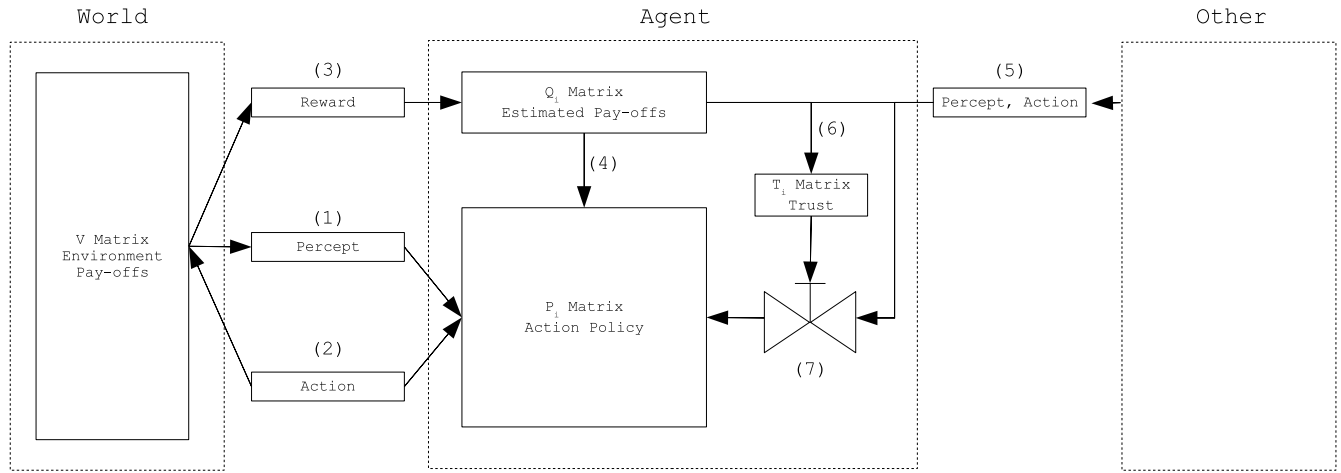 World
Agent
Other
(3)
Reward
Q_i Matrix
Estimated Pay-offs
(5)
Percept, Action
(6)
(4)
T_i Matrix
Trust
(1)
Percept
V Matrix
Environment
Pay-offs
P_i Matrix
Action Policy
(2)
Action
(7)